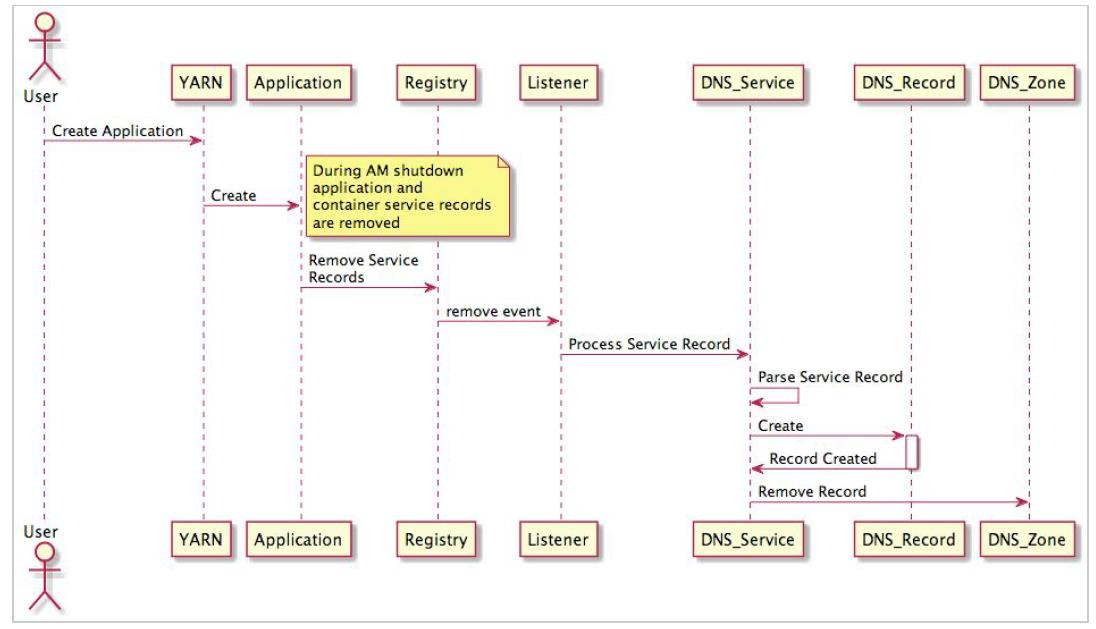 User
YARN
Application
Registry
Listener
DNS_Service
DNS_Record
DNS_Zone
Create Application
During AM shutdown
application and
container service records
are removed
Create
Remove Service
Records
remove event
Process Service Record
Parse Service Record
Create
Record Created
Remove Record
User
YARN
Application
Registry
Listener
DNS_Service
DNS_Record
DNS_Zone